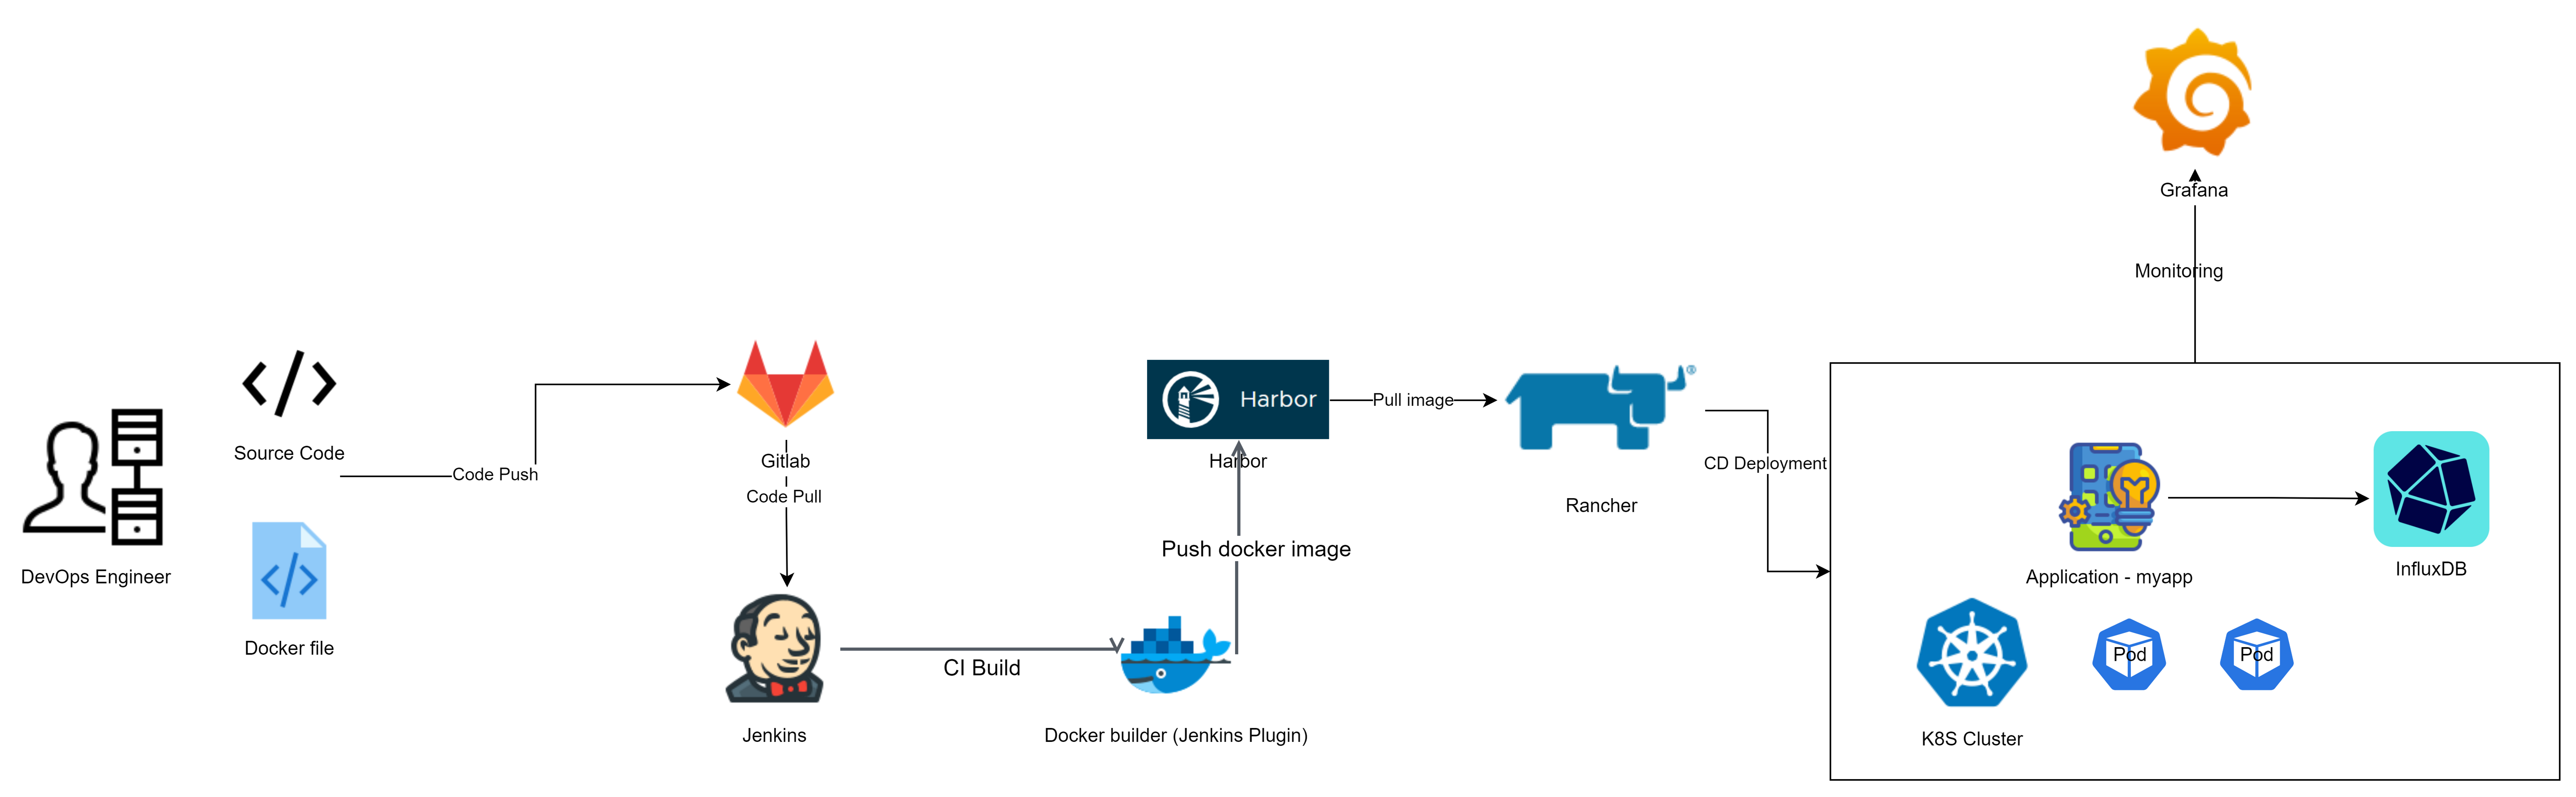 Grafana
Monitoring
Source Code
Code Push
DevOps Engineer
Docker file
Gitlab
Code Pull
Jenkins
CI Build
Docker builder (Jenkins Plugin)
Push docker image
Harbor
Harbor
Pull image
®
Rancher
CD Deployment
Application - myapp
InfluxDB
K8S Cluster
Pod
Pod